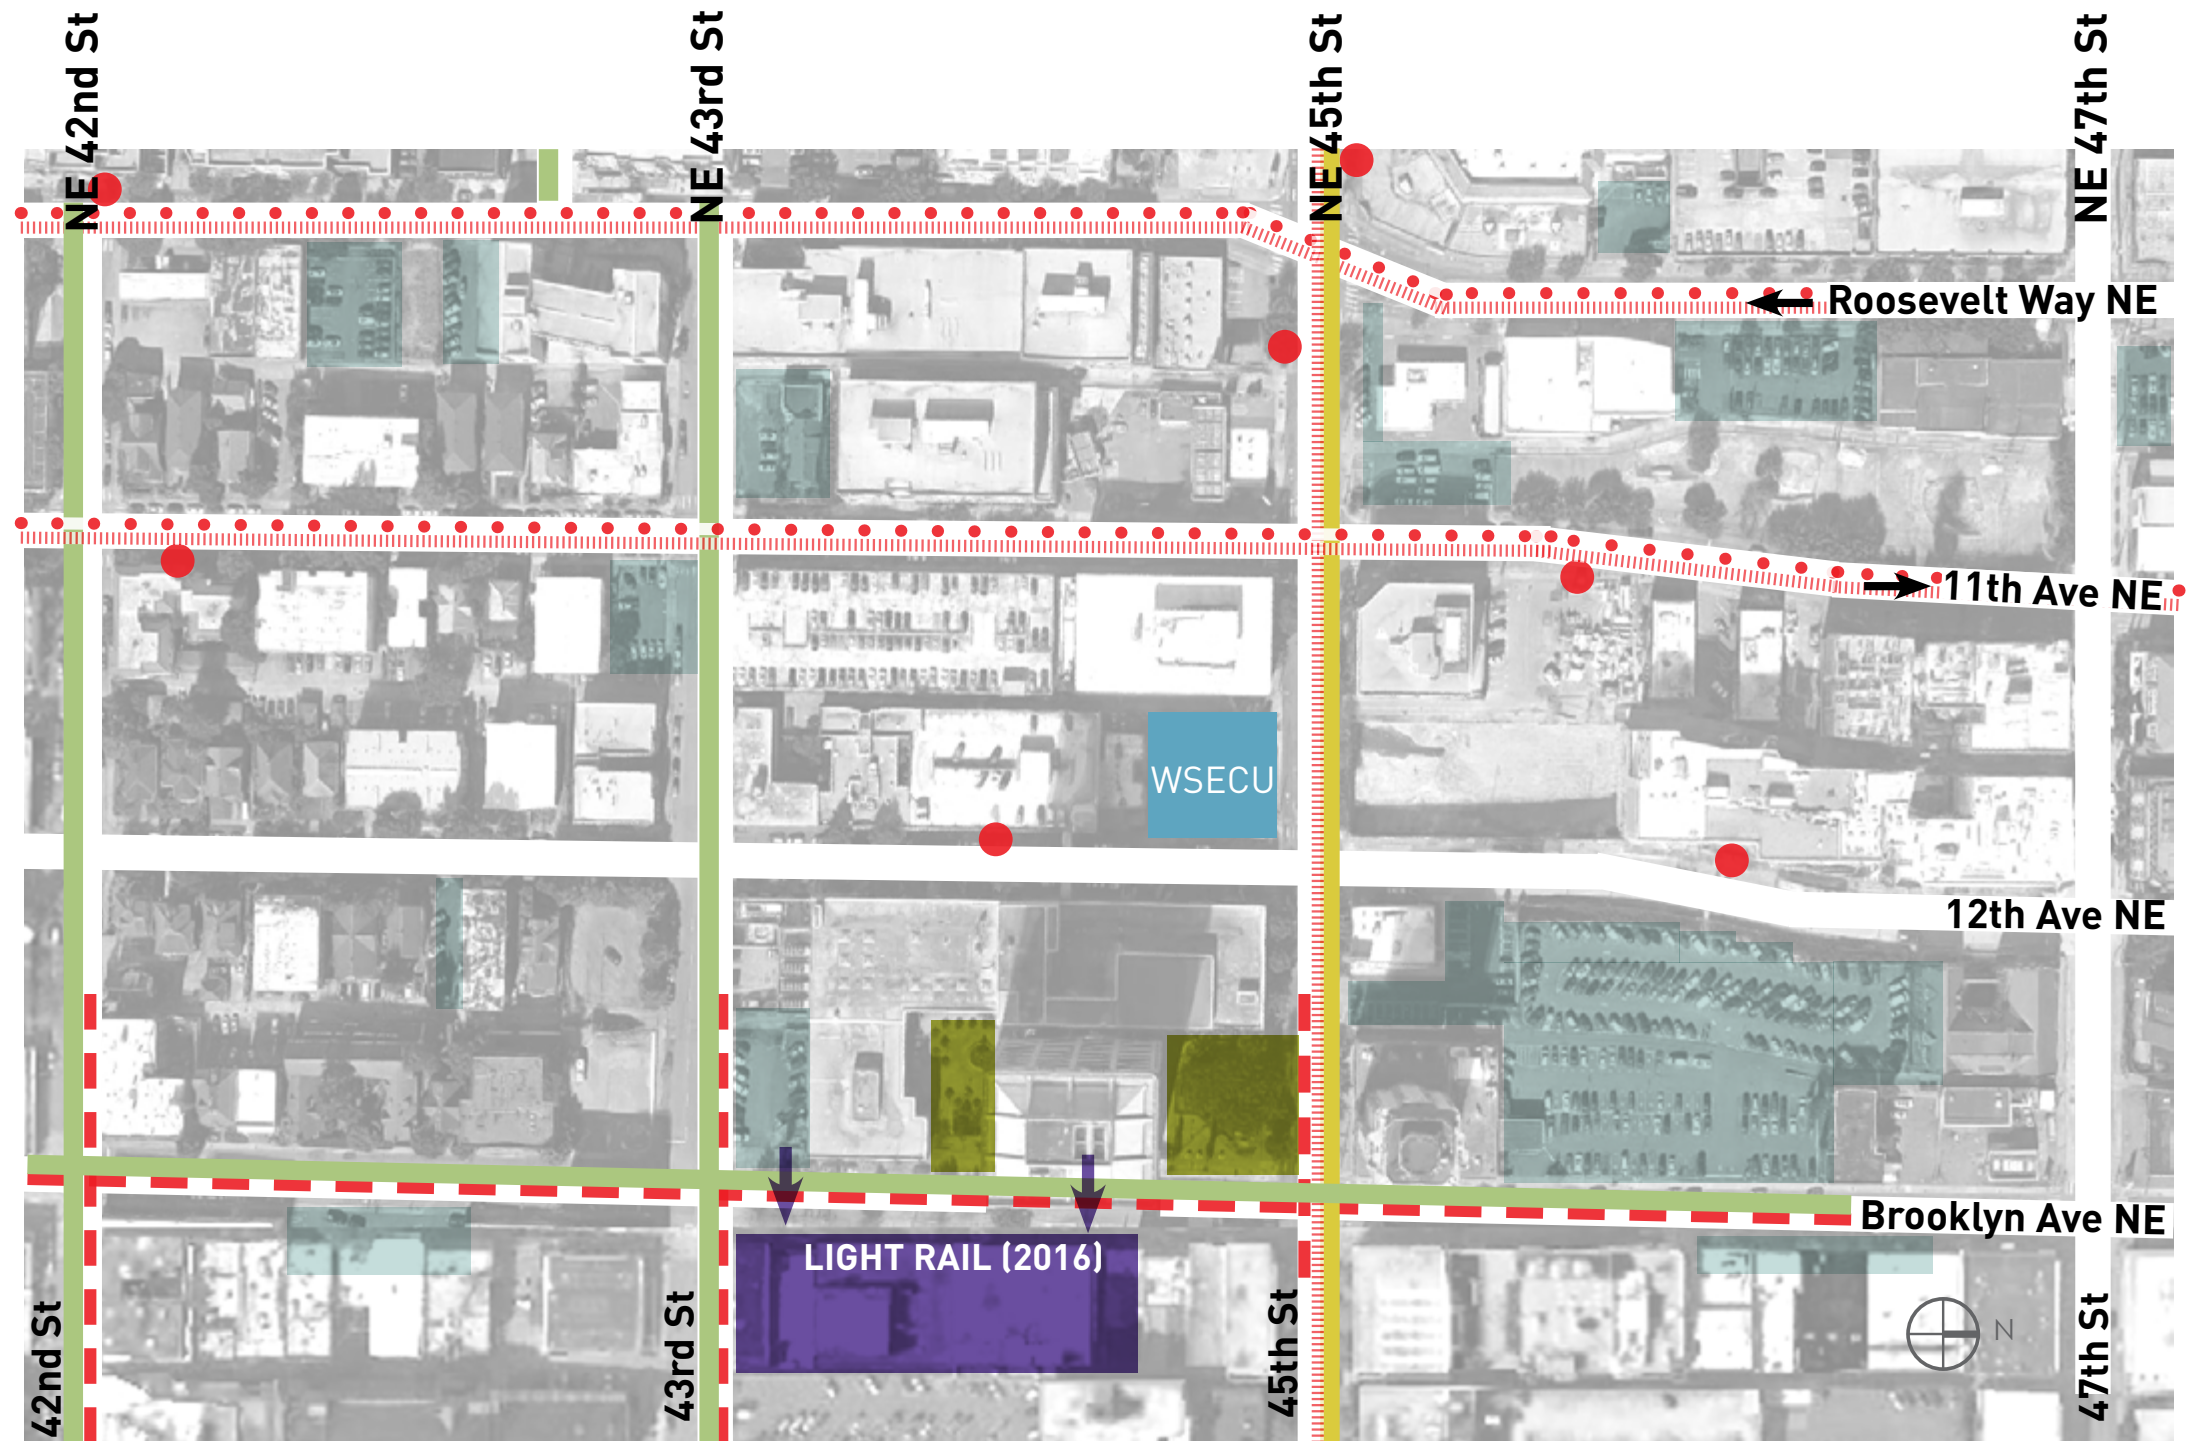 NE 42nd St
NE 43rd St
NE 45th St
NE 47th St
Roosevelt Way NE
11th Ave NE
WSECU
12th Ave NE
Brooklyn Ave NE
LIGHT RAIL (2016)
42nd St
43rd St
45th St
47th St
N